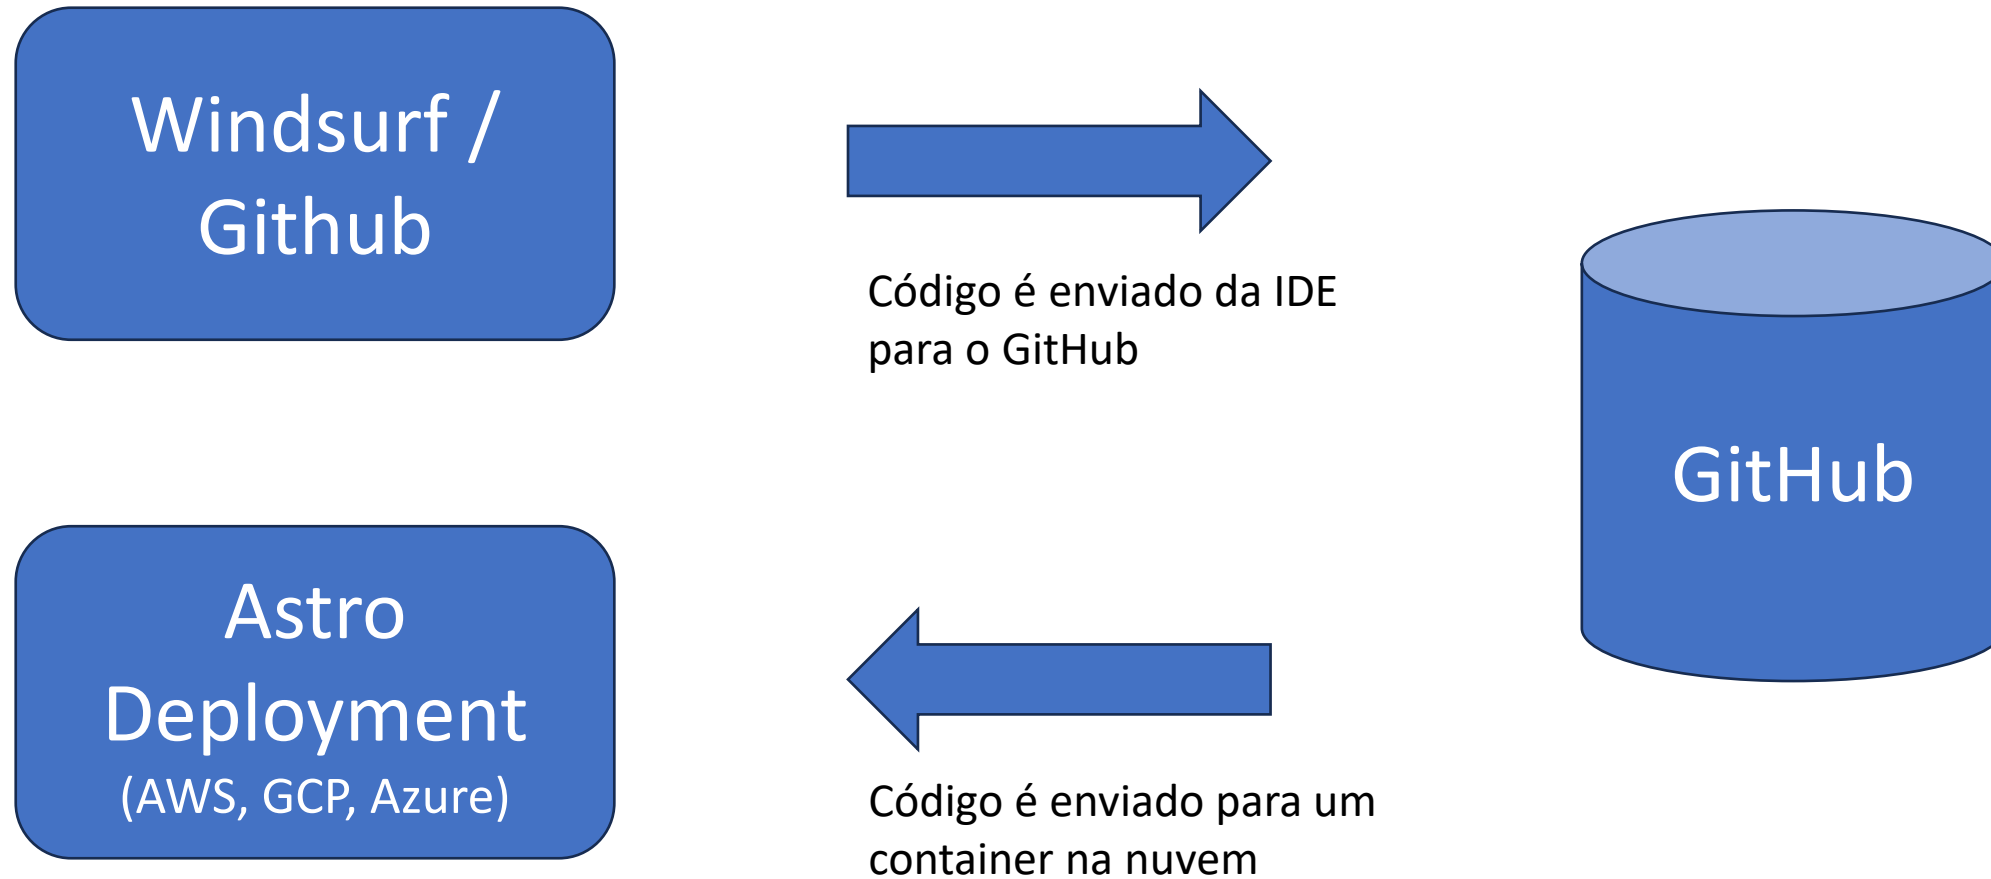 Windsurf /
Github
Código é enviado da IDE
para o GitHub
GitHub
Astro
Deployment
(AWS, GCP, Azure)
Código é enviado para um
container na nuvem